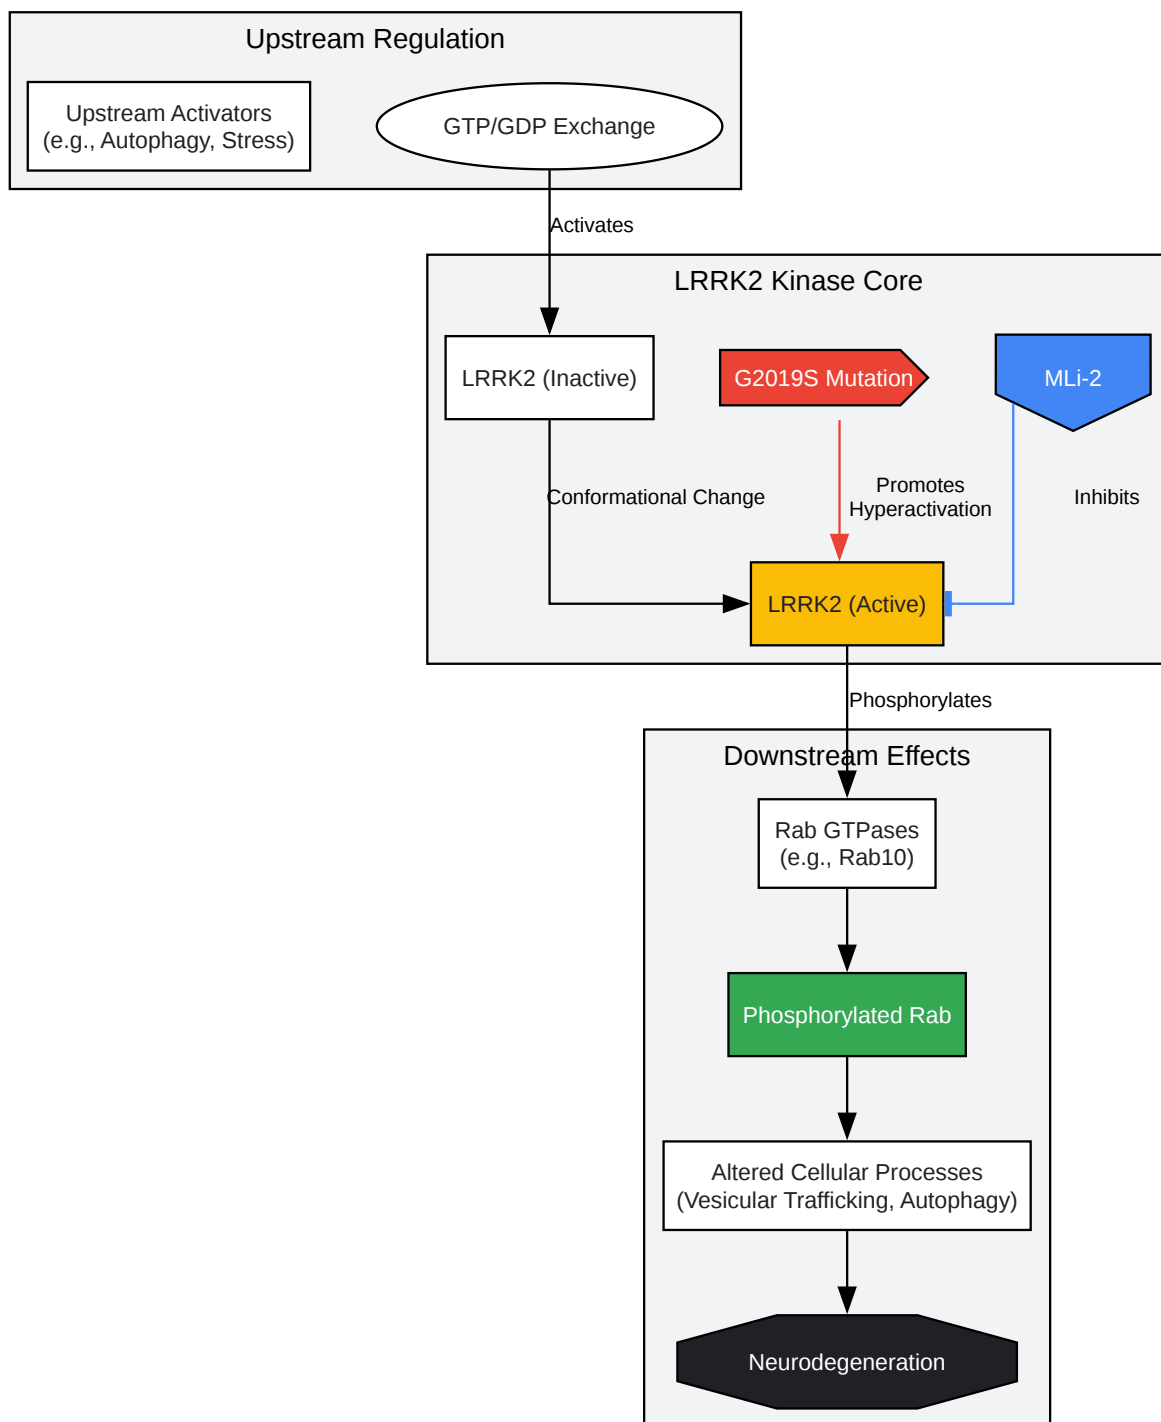 Upstream Regulation
Upstream Activators
(e.g., Autophagy, Stress)
GTP/GDP Exchange
Activates
LRRK2 Kinase Core
LRRK2 (Inactive)
G2019S Mutation
MLi-2
Conformational Change
Promotes
Hyperactivation
Inhibits
LRRK2 (Active)
Phosphorylates
Downstream Effects
Rab GTPases
(e.g., Rab10)
Phosphorylated Rab
Altered Cellular Processes
(Vesicular Trafficking, Autophagy)
Neurodegeneration